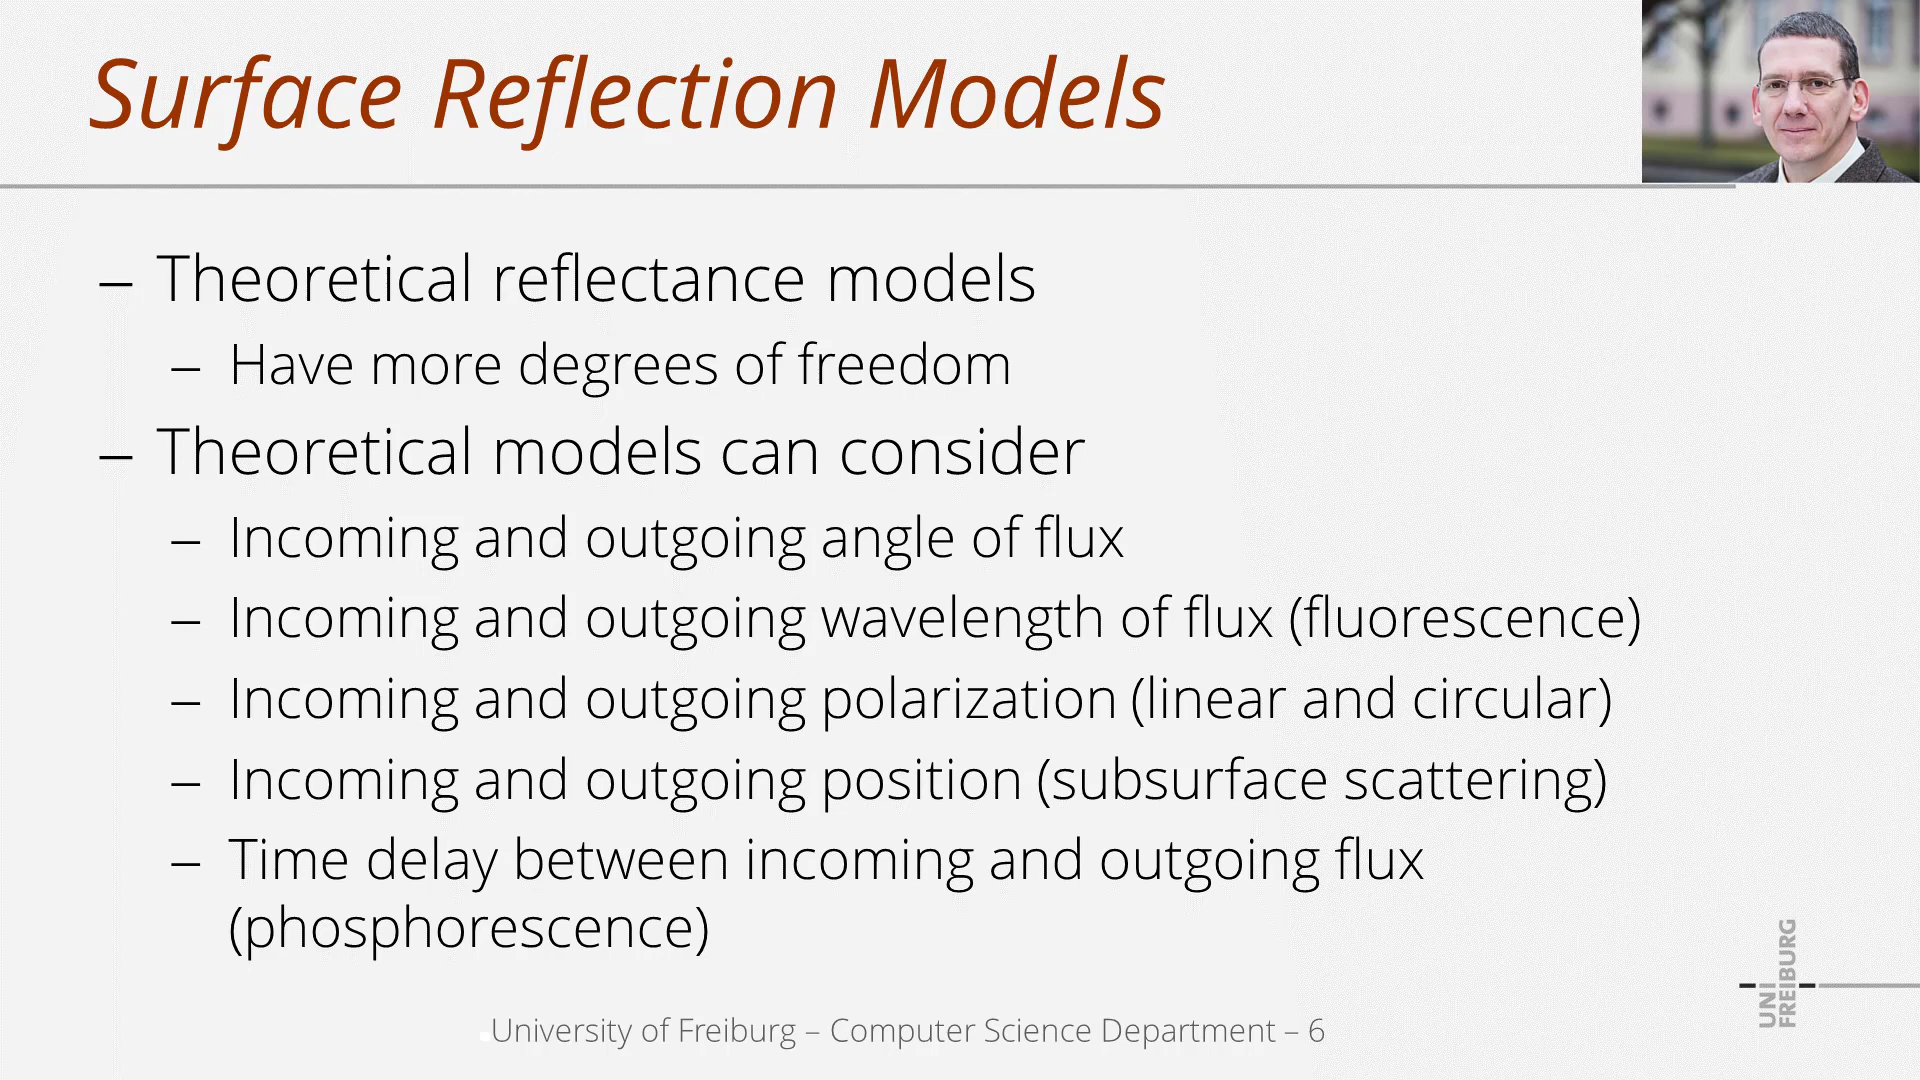 Surface Reflection Models
– Theoretical reflectance models
– Have more degrees of freedom
– Theoretical models can consider
– Incoming and outgoing angle of flux
– Incoming and outgoing wavelength of flux (fluorescence)
– Incoming and outgoing polarization (linear and circular)
– Incoming and outgoing position (subsurface scattering)
– Time delay between incoming and outgoing flux
(phosphorescence)
University of Freiburg – Computer Science Department – 6
UNI
FREIBURG